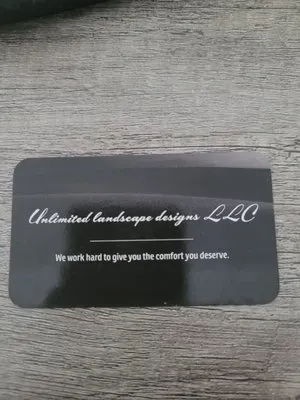 Unlimited landscape designs LLC
We work hard to give you the comfort you deserve.